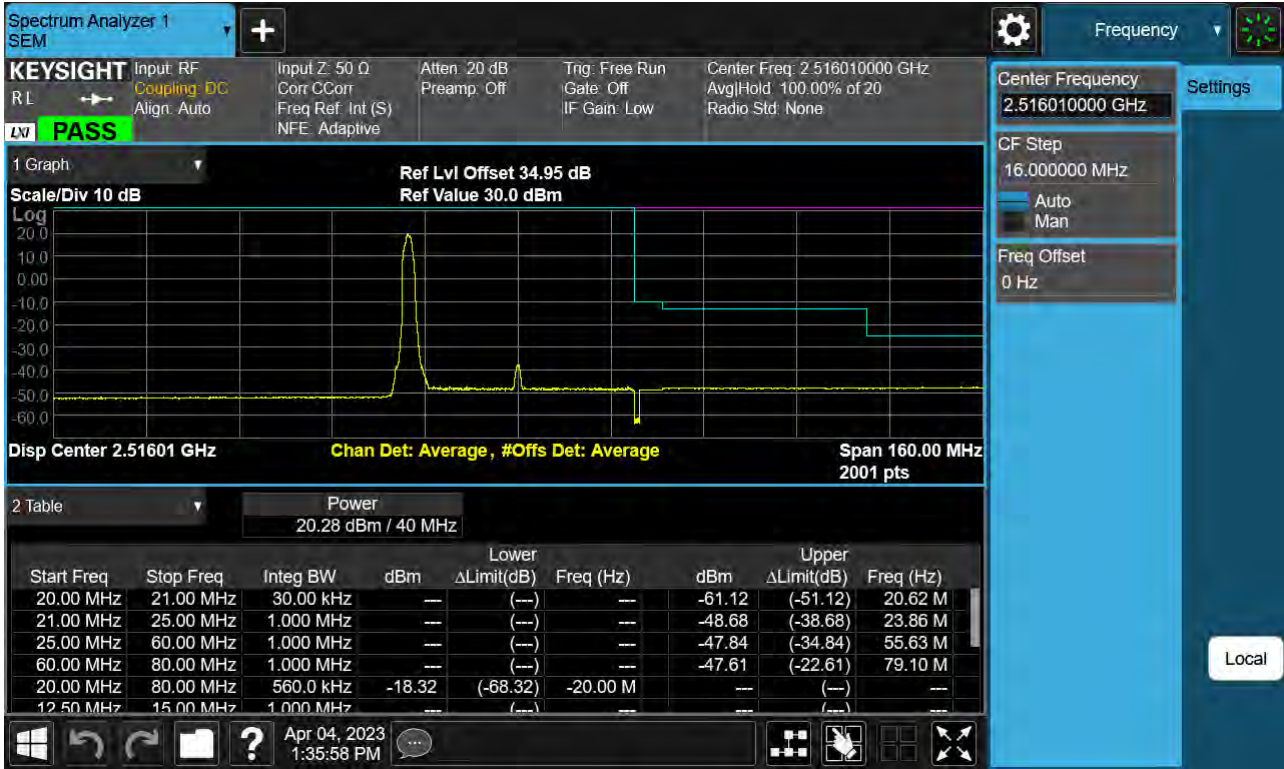 Spectrum Analyzer 1
SEM
+
Frequency
KEYSIGHT
R L
LXI PASS
Input: RF
Coupling: DC
Align: Auto
Input Z: 50 Ω
Corr CCorr
Freq Ref: Int (S)
NFE: Adaptive
Atten: 20 dB
Preamp: Off
Trig: Free Run
Gate: Off
IF Gain: Low
Center Freq: 2.516010000 GHz
Avg|Hold: 100.00% of 20
Radio Std: None
Center Frequency
2.516010000 GHz
Settings
CF Step
16.000000 MHz
Auto
Man
Freq Offset
0 Hz
Local
1 Graph
Scale/Div 10 dB
Ref Lvl Offset 34.95 dB
Ref Value 30.0 dBm
Log
20.0
10.0
0.00
-10.0
-20.0
-30.0
-40.0
-50.0
-60.0
Disp Center 2.51601 GHz
Chan Det: Average, #Offs Det: Average
Span 160.00 MHz
2001 pts
2 Table
Power
20.28 dBm / 40 MHz
Lower Upper
Start Freq Stop Freq Integ BW dBm ΔLimit(dB) Freq (Hz) dBm ΔLimit(dB) Freq (Hz)
20.00 MHz 21.00 MHz 30.00 kHz --- (---) --- -61.12 (-51.12) 20.62 M
21.00 MHz 25.00 MHz 1.000 MHz --- (---) --- -48.68 (-38.68) 23.86 M
25.00 MHz 60.00 MHz 1.000 MHz --- (---) --- -47.84 (-34.84) 55.63 M
60.00 MHz 80.00 MHz 1.000 MHz --- (---) --- -47.61 (-22.61) 79.10 M
20.00 MHz 80.00 MHz 560.0 kHz -18.32 (-68.32) -20.00 M --- (---) ---
12.50 MHz 15.00 MHz 1.000 MHz --- (---) --- --- (---) ---
?
Apr 04, 2023
1:35:58 PM